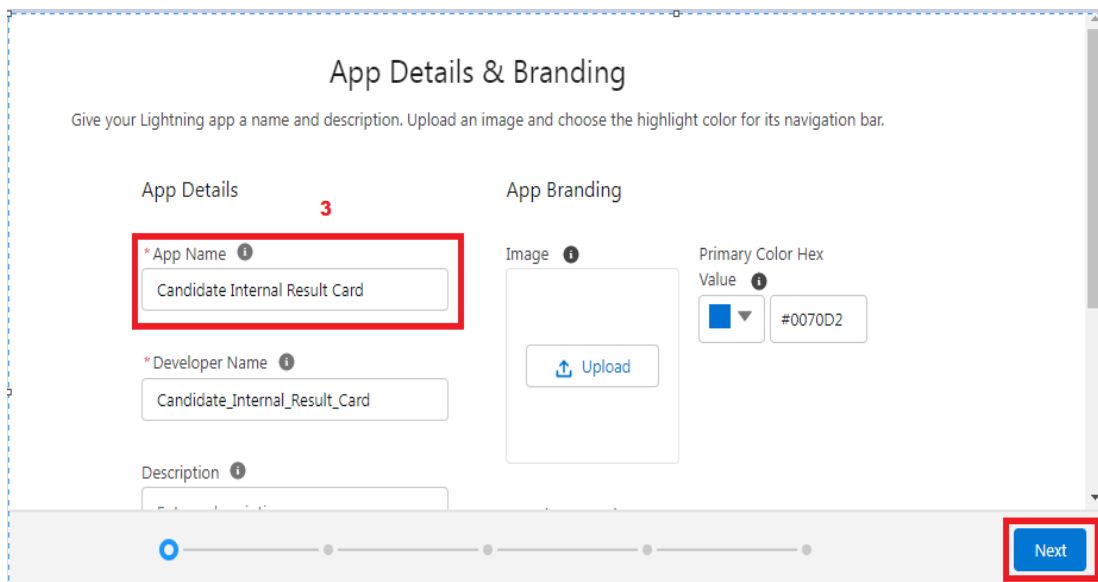 App Details & Branding
Give your Lightning app a name and description. Upload an image and choose the highlight color for its navigation bar.
App Details
3
*App Name
Candidate Internal Result Card
*Developer Name
Candidate_Internal_Result_Card
Description
App Branding
Image
Upload
Primary Color Hex
Value
#0070D2
Next